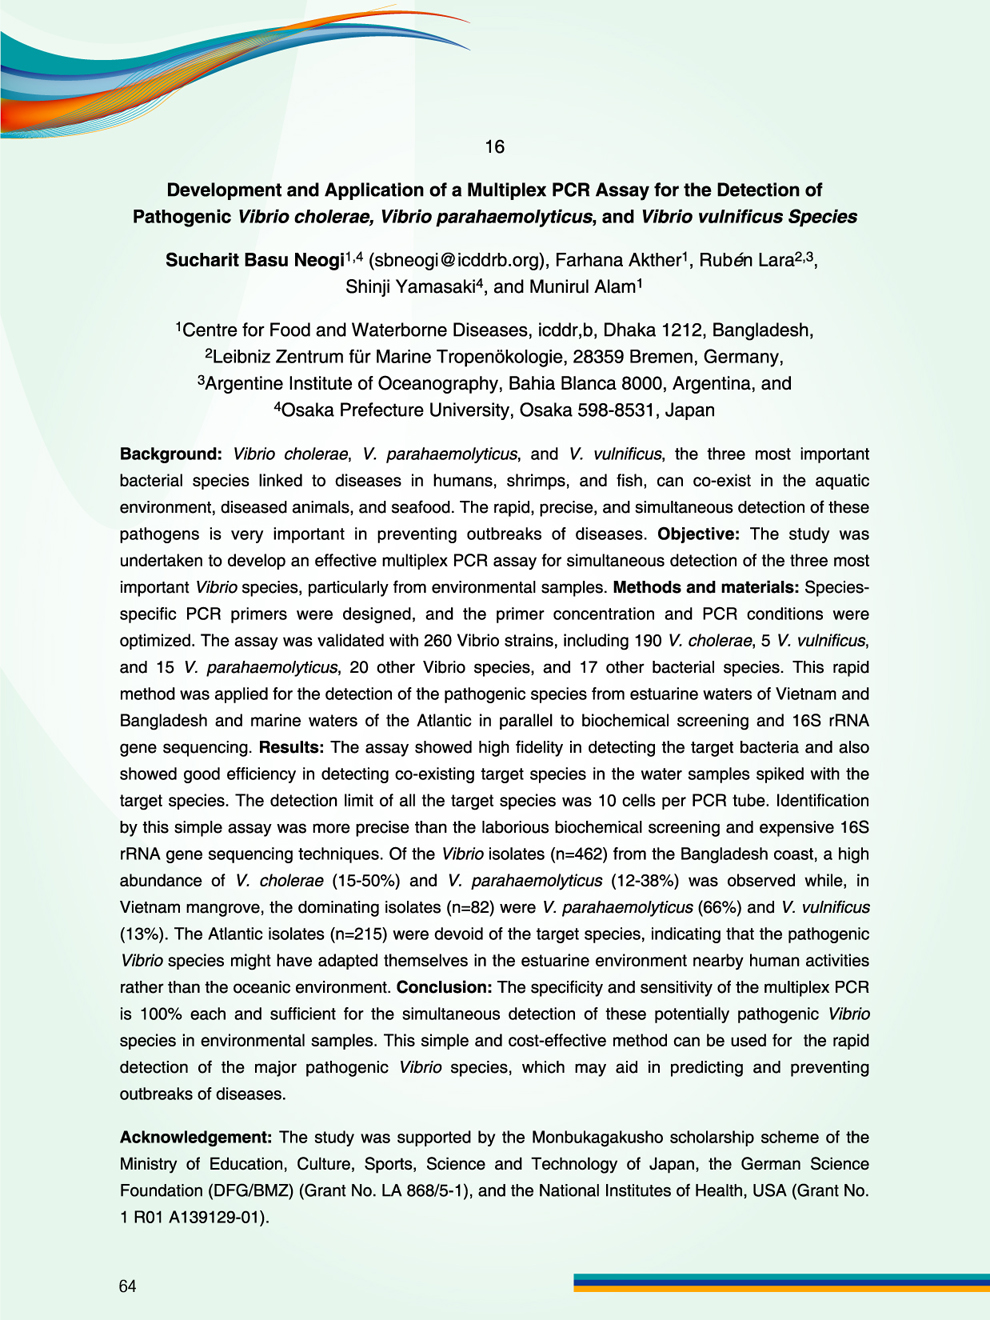 16
Development and Application of a Multiplex PCR Assay for the Detection of
Pathogenic Vibrio cholerae, Vibrio parahaemolyticus, and Vibrio vulnificus Species
Sucharit Basu Neogi1,4 (sbneogi@icddrb.org), Farhana Akther1, Rubén Lara2,3,
Shinji Yamasaki4, and Munirul Alam1
1Centre for Food and Waterborne Diseases, icddr,b, Dhaka 1212, Bangladesh,
2Leibniz Zentrum für Marine Tropenökologie, 28359 Bremen, Germany,
3Argentine Institute of Oceanography, Bahia Blanca 8000, Argentina, and
4Osaka Prefecture University, Osaka 598-8531, Japan
Background: Vibrio cholerae, V. parahaemolyticus, and V. vulnificus, the three most important
bacterial species linked to diseases in humans, shrimps, and fish, can co-exist in the aquatic
environment, diseased animals, and seafood. The rapid, precise, and simultaneous detection of these
pathogens is very important in preventing outbreaks of diseases. Objective: The study was
undertaken to develop an effective multiplex PCR assay for simultaneous detection of the three most
important Vibrio species, particularly from environmental samples. Methods and materials: Species-
specific PCR primers were designed, and the primer concentration and PCR conditions were
optimized. The assay was validated with 260 Vibrio strains, including 190 V. cholerae, 5 V. vulnificus,
and 15 V. parahaemolyticus, 20 other Vibrio species, and 17 other bacterial species. This rapid
method was applied for the detection of the pathogenic species from estuarine waters of Vietnam and
Bangladesh and marine waters of the Atlantic in parallel to biochemical screening and 16S rRNA
gene sequencing. Results: The assay showed high fidelity in detecting the target bacteria and also
showed good efficiency in detecting co-existing target species in the water samples spiked with the
target species. The detection limit of all the target species was 10 cells per PCR tube. Identification
by this simple assay was more precise than the laborious biochemical screening and expensive 16S
rRNA gene sequencing techniques. Of the Vibrio isolates (n=462) from the Bangladesh coast, a high
abundance of V. cholerae (15-50%) and V. parahaemolyticus (12-38%) was observed while, in
Vietnam mangrove, the dominating isolates (n=82) were V. parahaemolyticus (66%) and V. vulnificus
(13%). The Atlantic isolates (n=215) were devoid of the target species, indicating that the pathogenic
Vibrio species might have adapted themselves in the estuarine environment nearby human activities
rather than the oceanic environment. Conclusion: The specificity and sensitivity of the multiplex PCR
is 100% each and sufficient for the simultaneous detection of these potentially pathogenic Vibrio
species in environmental samples. This simple and cost-effective method can be used for the rapid
detection of the major pathogenic Vibrio species, which may aid in predicting and preventing
outbreaks of diseases.
Acknowledgement: The study was supported by the Monbukagakusho scholarship scheme of the
Ministry of Education, Culture, Sports, Science and Technology of Japan, the German Science
Foundation (DFG/BMZ) (Grant No. LA 868/5-1), and the National Institutes of Health, USA (Grant No.
1 R01 A139129-01).
64